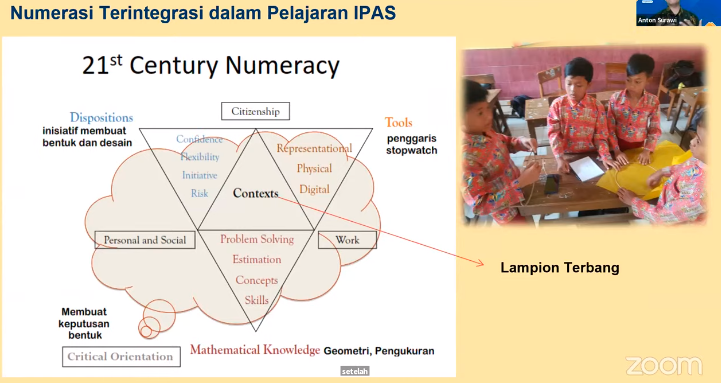 Numerasi Terintegrasi dalam Pelajaran IPAS
Anton Surawi
21st Century Numeracy
Dispositions
inisiatif membuat
bentuk dan desain
Citizenship
Tools
penggaris
stopwatch
Confidence
Flexibility
Initiative
Risk
Representational
Physical
Digital
Contexts
Personal and Social
Problem Solving
Estimation
Concepts
Skills
Work
Lampion Terbang
Membuat
keputusan
bentuk
Critical Orientation
Mathematical Knowledge Geometri, Pengukuran
setelah
zoom